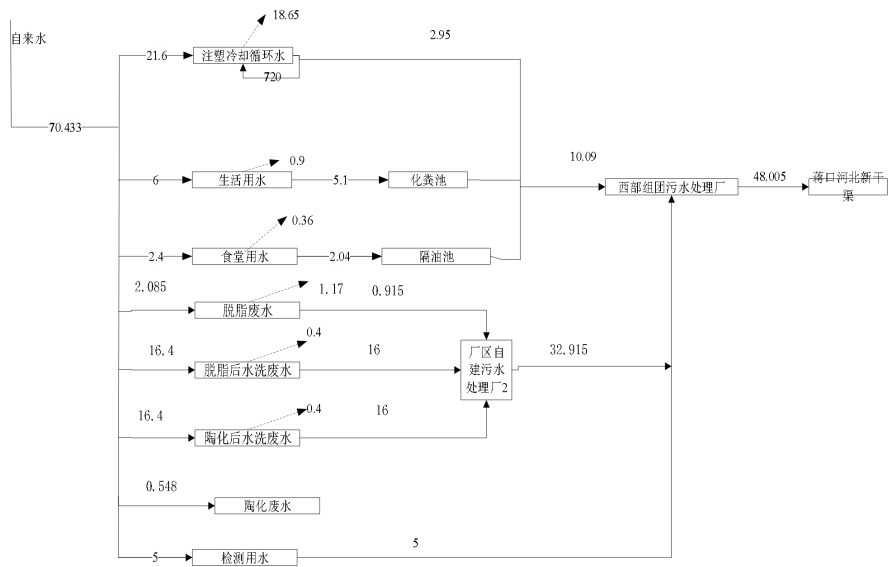 18.65
自来水
21.6
注塑冷却循环水
2.95
720
70.433
6
生活用水
0.9
5.1
化粪池
10.09
西部组团污水处理厂
48.005
蒋口河北新干
渠
0.36
2.4
食堂用水
2.04
隔油池
2.085
脱脂废水
1.17
0.915
16.4
脱脂后水洗废水
0.4
16
厂区自
建污水
处理厂2
32.915
16.4
陶化后水洗废水
0.4
16
0.548
陶化废水
5
检测用水
5